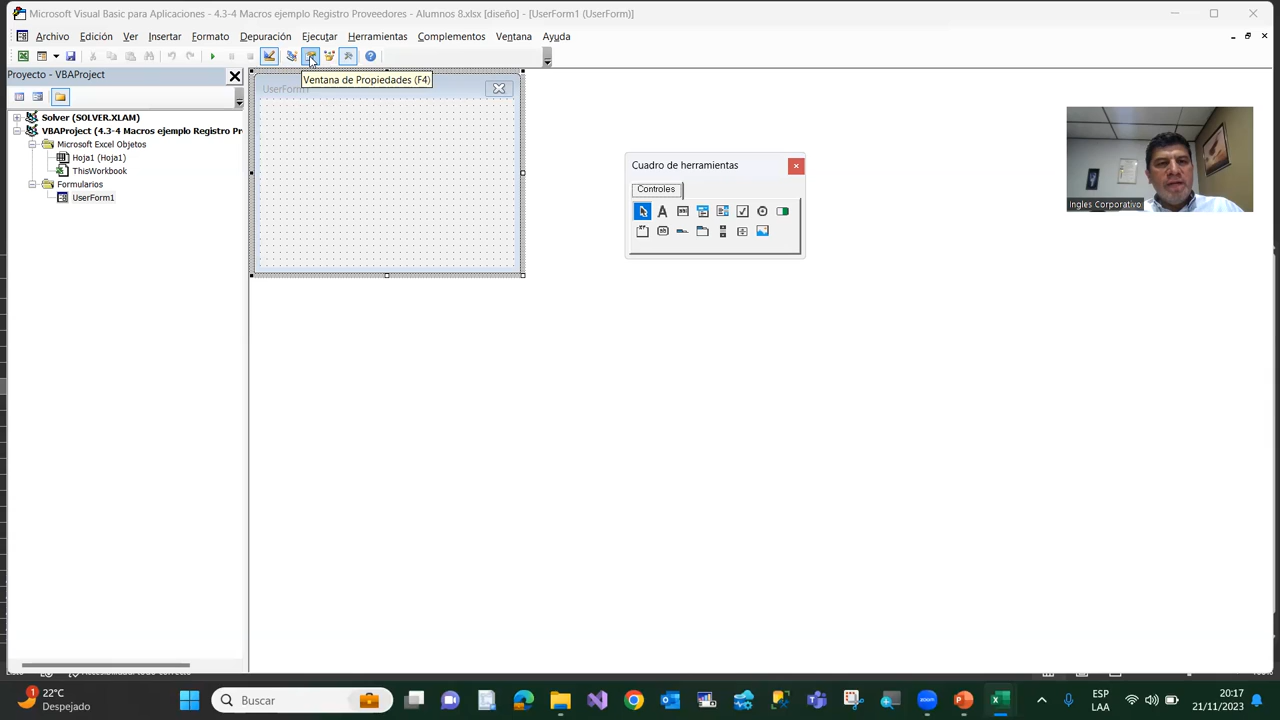 Microsoft Visual Basic para Aplicaciones - 4.3-4 Macros ejemplo Registro Proveedores - Alumnos 8.xlsx [diseño] - [UserForm1 (UserForm)]
Archivo Edición Ver Insertar Formato Depuración Ejecutar Herramientas Complementos Ventana Ayuda
Proyecto - VBAProject
Ventana de Propiedades (F4)
UserForm1
Solver (SOLVER.XLAM)
VBAProject (4.3-4 Macros ejemplo Registro Pr
Microsoft Excel Objetos
Hoja1 (Hoja1)
ThisWorkbook
Formularios
UserForm1
Cuadro de herramientas
Controles
Ingles Corporativo
22°C
Despejado
Buscar
ESP
LAA
20:17
21/11/2023